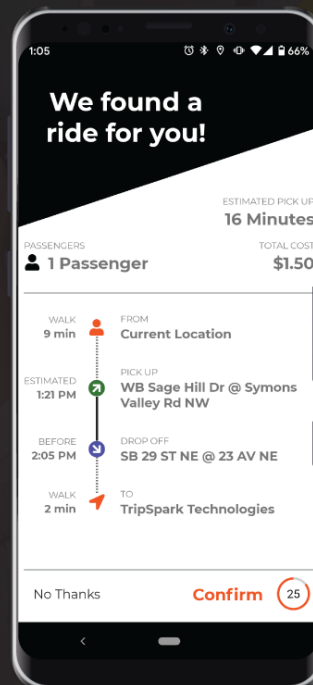 1:05
66%
We found a
ride for you!
ESTIMATED PICK UP
16 Minutes
PASSENGERS
1 Passenger
TOTAL COST
$1.50
WALK
9 min
FROM
Current Location
ESTIMATED
1:21 PM
PICK UP
WB Sage Hill Dr @ Symons
Valley Rd NW
BEFORE
2:05 PM
DROP OFF
SB 29 ST NE @ 23 AV NE
WALK
2 min
TO
TripSpark Technologies
No Thanks
Confirm
25